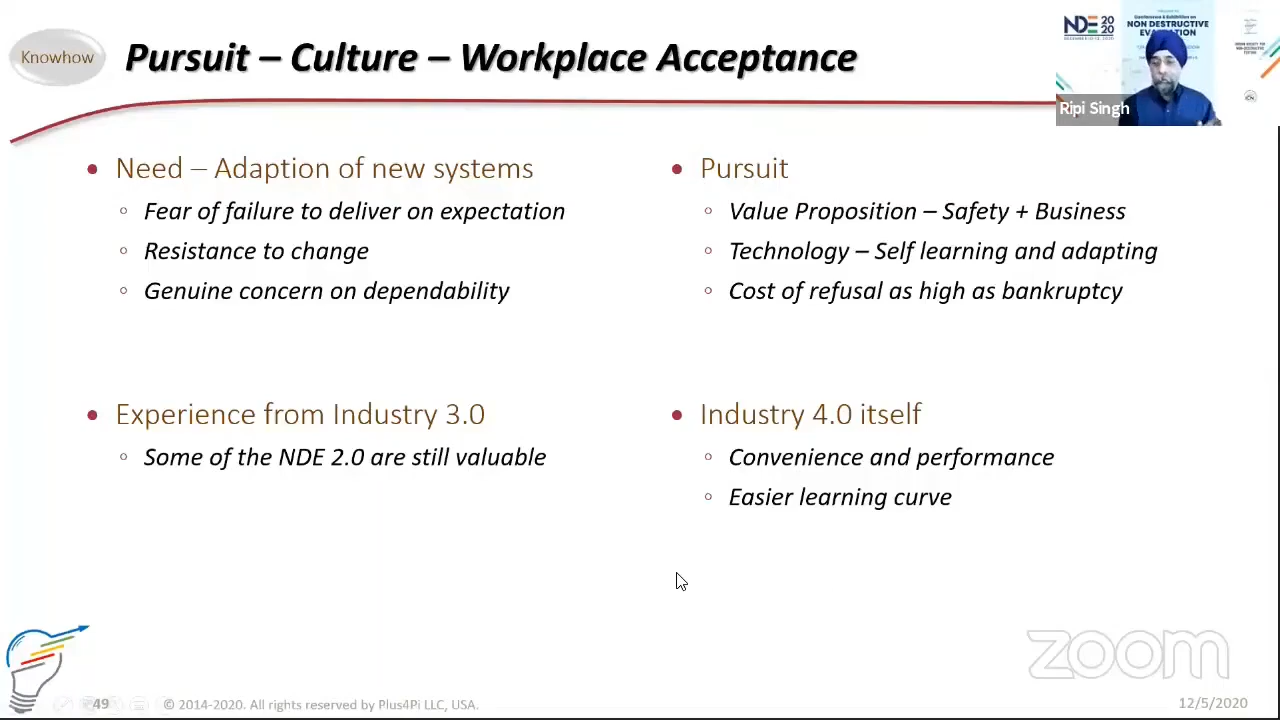 Knowhow
Pursuit – Culture – Workplace Acceptance
NDE 20
20
Conference & Exhibition on
NON DESTRUCTIVE
EVALUATION
Ripi Singh
Need – Adaption of new systems
Fear of failure to deliver on expectation
Resistance to change
Genuine concern on dependability
Pursuit
Value Proposition – Safety + Business
Technology – Self learning and adapting
Cost of refusal as high as bankruptcy
Experience from Industry 3.0
Some of the NDE 2.0 are still valuable
Industry 4.0 itself
Convenience and performance
Easier learning curve
zoom
49
© 2014-2020. All rights reserved by Plus4Pi LLC, USA.
12/5/2020